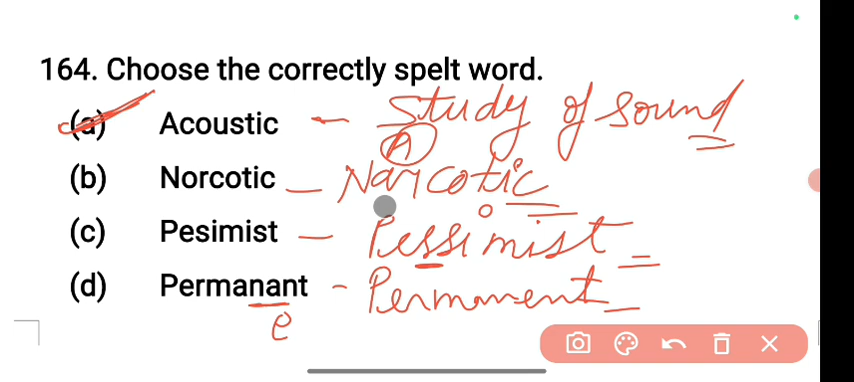 164. Choose the correctly spelt word.
(a) Acoustic - Study of Sound
(b) Norcotic - Narcotic
A
(c) Pesimist - Pessimist
(d) Permanant - Permanent
e